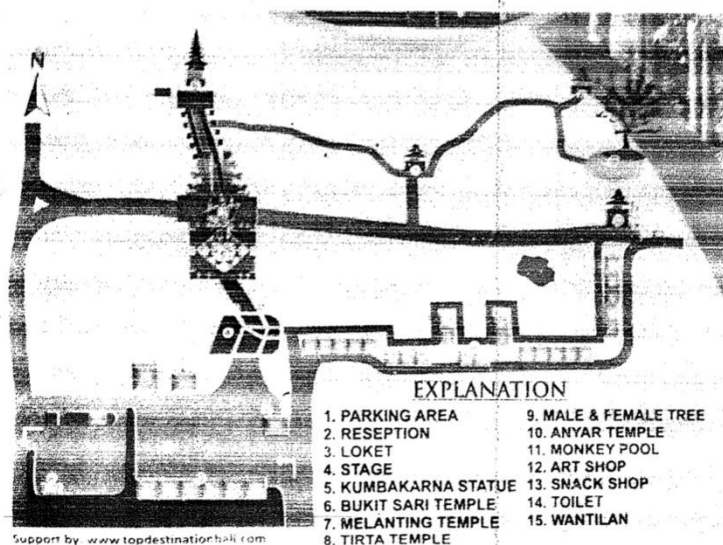 N
EXPLANATION
1. PARKING AREA
2. RESEPTION
3. LOKET
4. STAGE
5. KUMBAKARNA STATUE
6. BUKIT SARI TEMPLE
7. MELANTING TEMPLE
8. TIRTA TEMPLE
9. MALE & FEMALE TREE
10. ANYAR TEMPLE
11. MONKEY POOL
12. ART SHOP
13. SNACK SHOP
14. TOILET
15. WANTILAN
Support by www.topdestinationbali.com